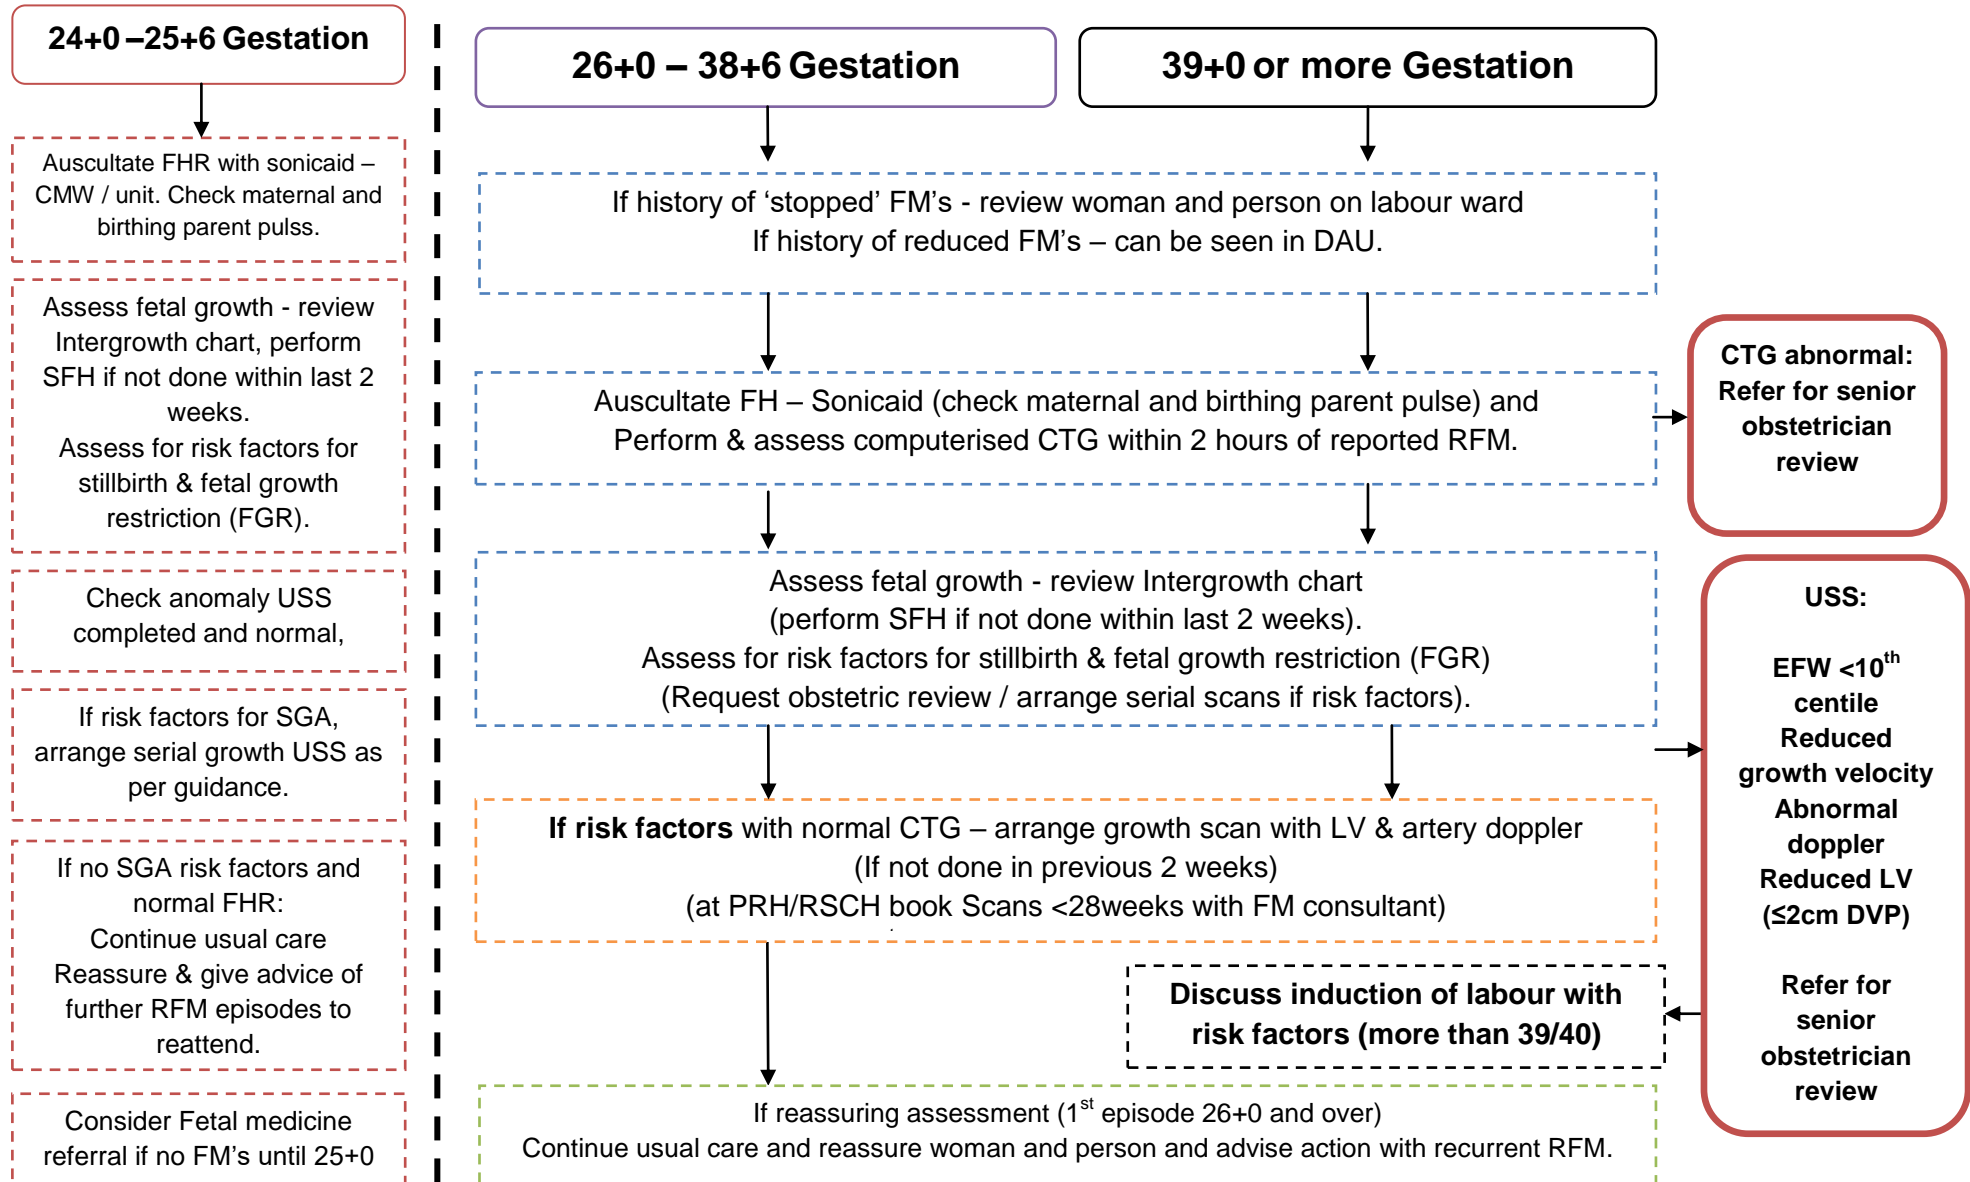 24+0 –25+6 Gestation
Auscultate FHR with sonicaid –
CMW / unit. Check maternal and
birthing parent pulss.
Assess fetal growth - review
Intergrowth chart, perform
SFH if not done within last 2
weeks.
Assess for risk factors for
stillbirth & fetal growth
restriction (FGR).
Check anomaly USS
completed and normal,
If risk factors for SGA,
arrange serial growth USS as
per guidance.
If no SGA risk factors and
normal FHR:
Continue usual care
Reassure & give advice of
further RFM episodes to
reattend.
Consider Fetal medicine
referral if no FM’s until 25+0
26+0 – 38+6 Gestation
39+0 or more Gestation
If history of ‘stopped’ FM’s - review woman and person on labour ward
If history of reduced FM’s – can be seen in DAU.
Auscultate FH – Sonicaid (check maternal and birthing parent pulse) and
Perform & assess computerised CTG within 2 hours of reported RFM.
CTG abnormal:
Refer for senior
obstetrician
review
Assess fetal growth - review Intergrowth chart
(perform SFH if not done within last 2 weeks).
Assess for risk factors for stillbirth & fetal growth restriction (FGR)
(Request obstetric review / arrange serial scans if risk factors).
If risk factors with normal CTG – arrange growth scan with LV & artery doppler
(If not done in previous 2 weeks)
(at PRH/RSCH book Scans <28weeks with FM consultant)
USS:
EFW <10th
centile
Reduced
growth velocity
Abnormal
doppler
Reduced LV
(≤2cm DVP)
Refer for
senior
obstetrician
review
Discuss induction of labour with
risk factors (more than 39/40)
If reassuring assessment (1st episode 26+0 and over)
Continue usual care and reassure woman and person and advise action with recurrent RFM.